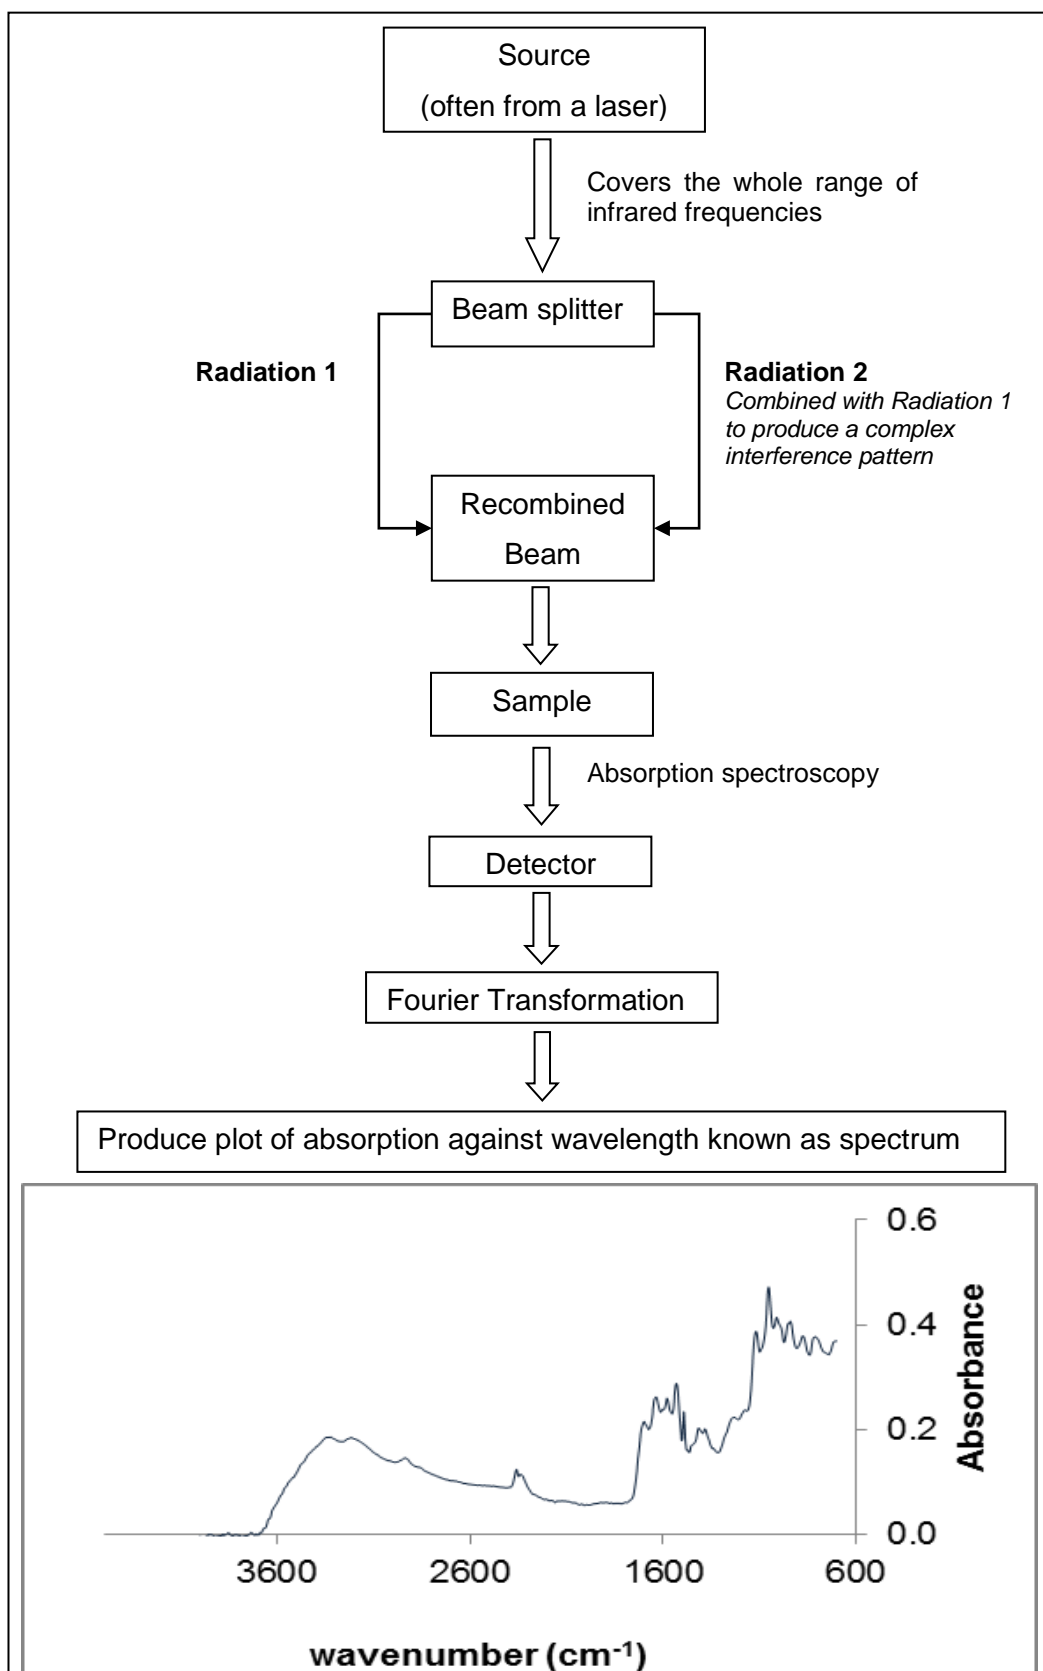 Source
(often from a laser)
Covers the whole range of
infrared frequencies
Beam splitter
Radiation 1
Radiation 2
Combined with Radiation 1
to produce a complex
interference pattern
Recombined
Beam
Sample
Absorption spectroscopy
Detector
Fourier Transformation
Produce plot of absorption against wavelength known as spectrum
0.6
0.4
0.2
0.0
Absorbance
3600 2600 1600 600
wavenumber (cm⁻¹)